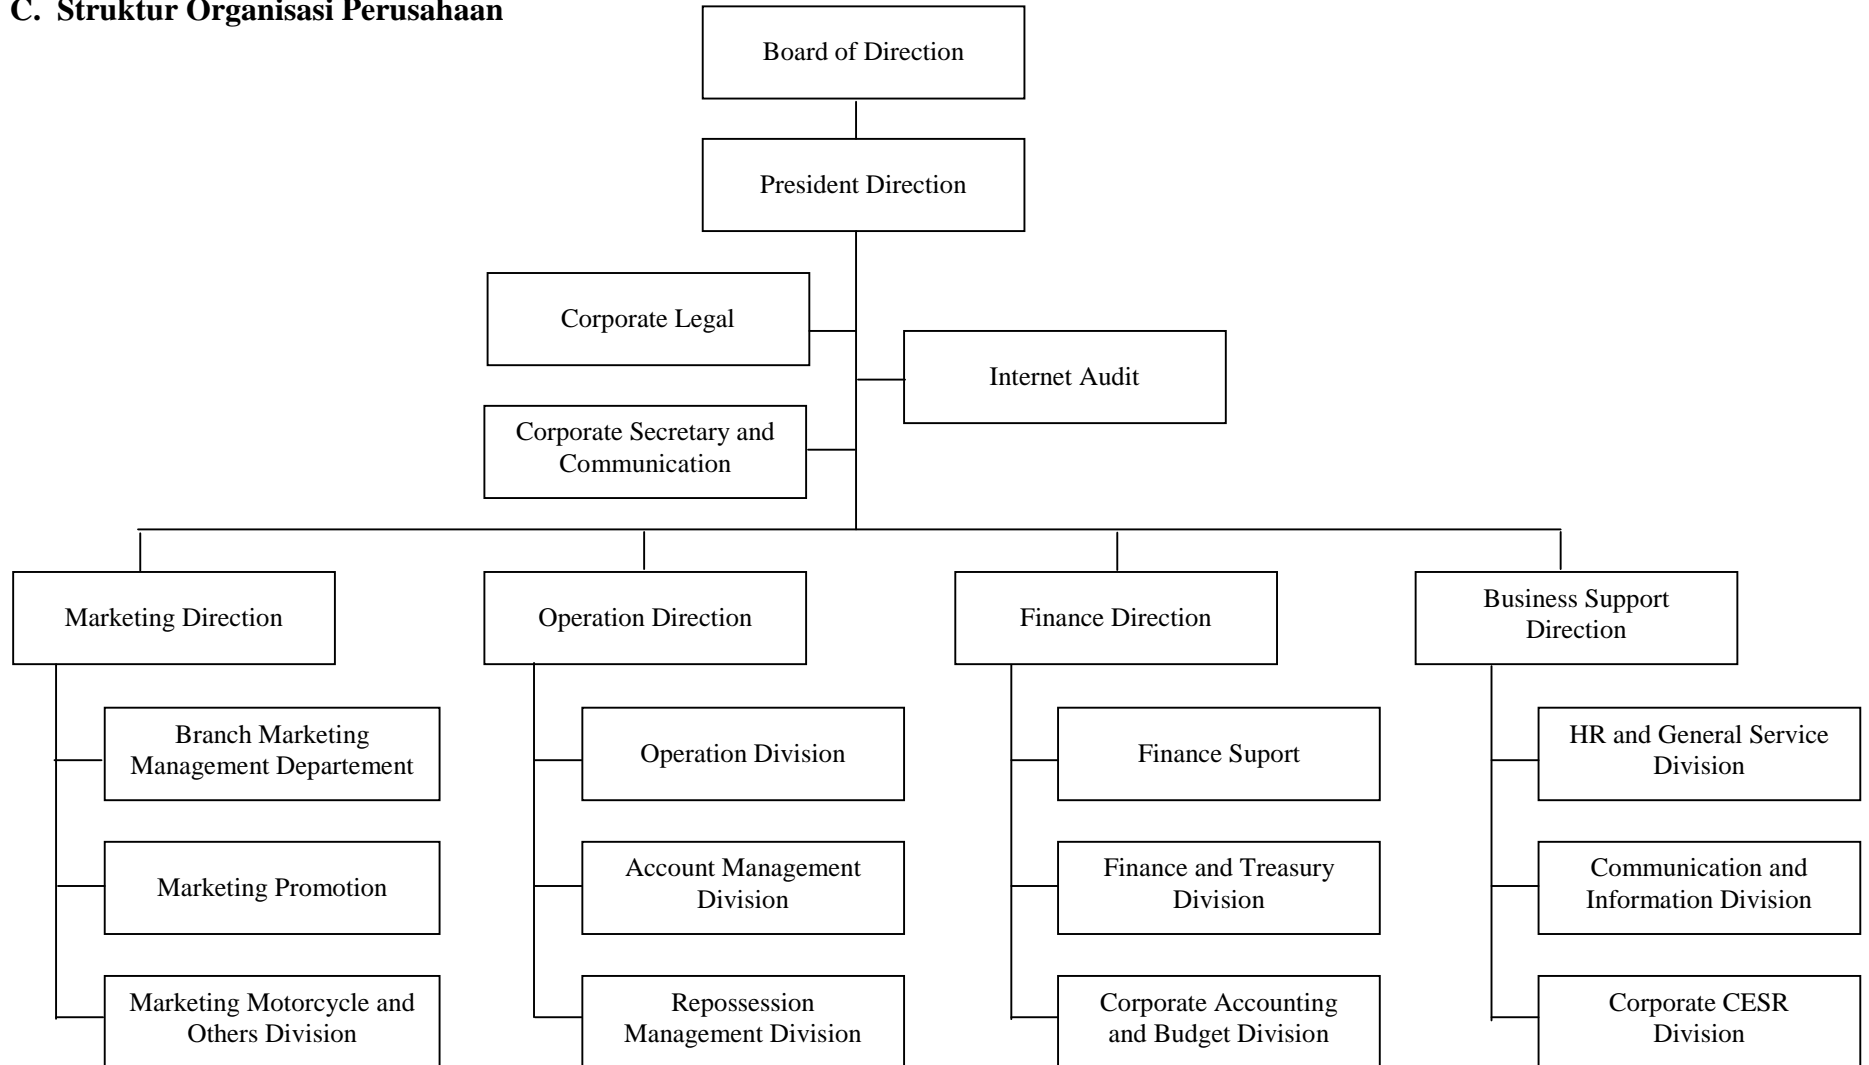 C. Struktur Organisasi Perusahaan
Board of Direction
President Direction
Corporate Legal
Internet Audit
Corporate Secretary and
Communication
Marketing Direction
Operation Direction
Finance Direction
Business Support
Direction
Branch Marketing
Management Departement
Operation Division
Finance Suport
HR and General Service
Division
Marketing Promotion
Account Management
Division
Finance and Treasury
Division
Communication and
Information Division
Marketing Motorcycle and
Others Division
Repossession
Management Division
Corporate Accounting
and Budget Division
Corporate CESR
Division